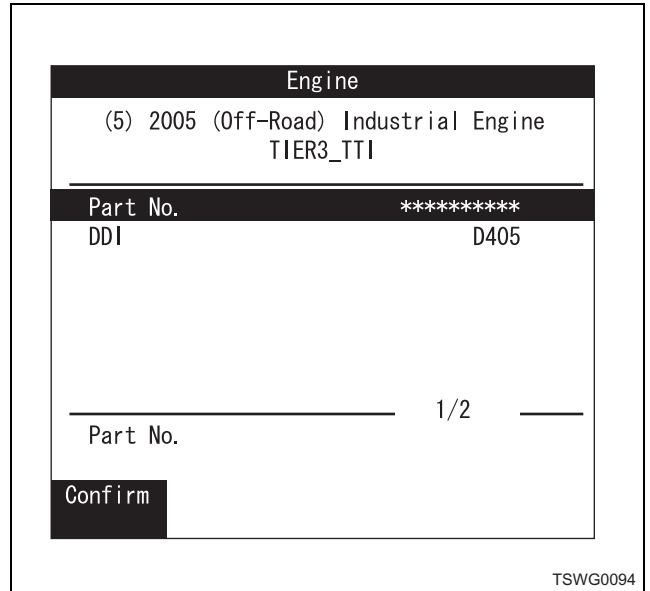 Engine
(5) 2005 (Off-Road) Industrial Engine
TIER3_TTI
Part No. **********
DDI D405
1/2
Part No.
Confirm
TSWG0094